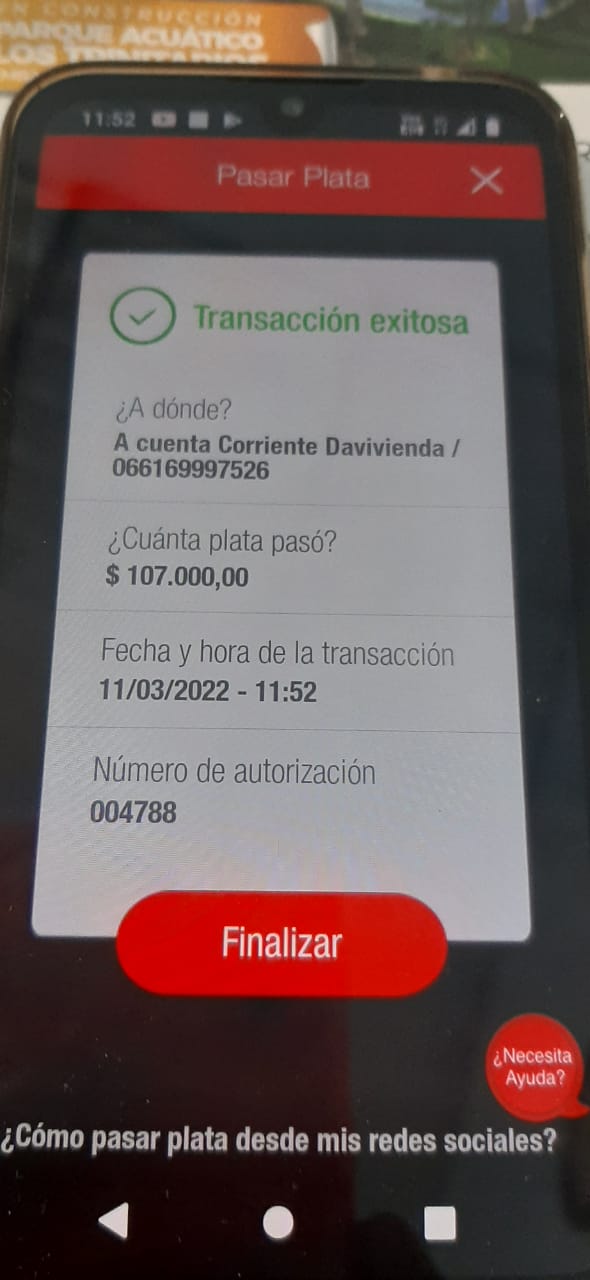 N CONSTRUCCIÓN
PARQUE ACUÁTICO
LOS TRINITARIOS
11:52
Pasar Plata
Transacción exitosa
¿A dónde?
A cuenta Corriente Davivienda /
066169997526
¿Cuánta plata pasó?
$ 107.000,00
Fecha y hora de la transacción
11/03/2022 - 11:52
Número de autorización
004788
Finalizar
¿Necesita
Ayuda?
¿Cómo pasar plata desde mis redes sociales?